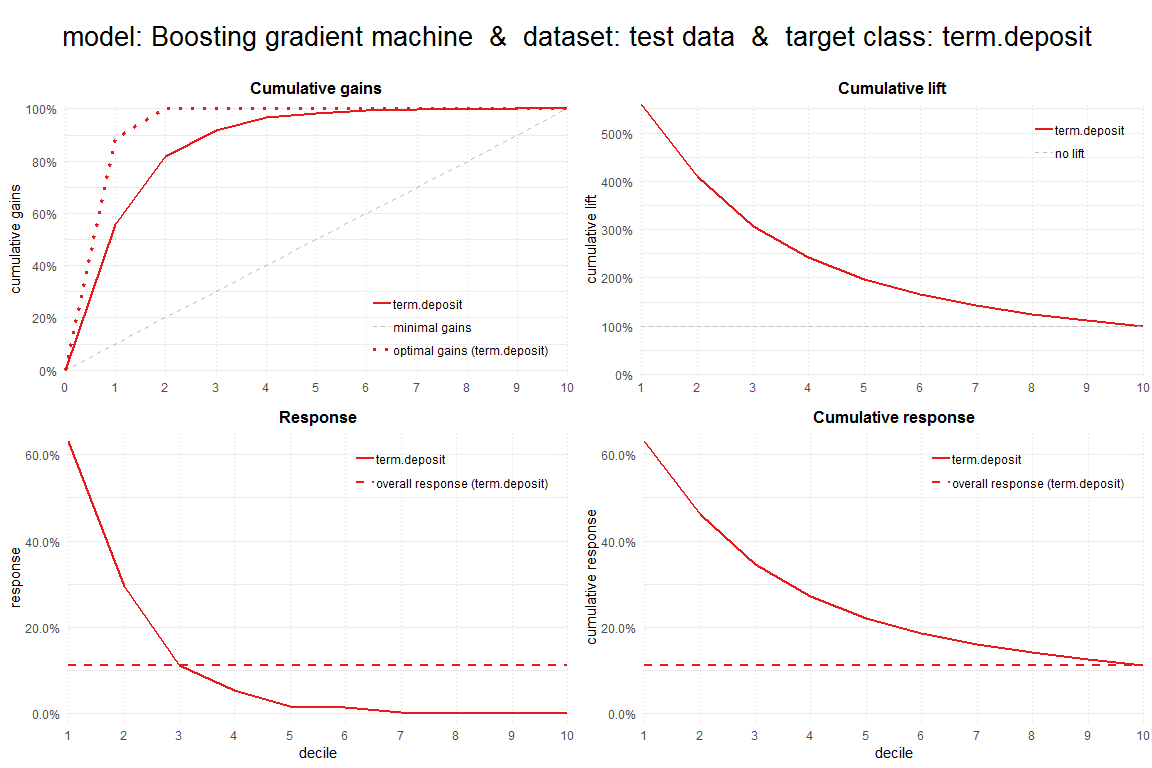 model: Boosting gradient machine & dataset: test data & target class: term.deposit
Cumulative gains
cumulative gains
100%
80%
60%
40%
20%
0%
0 1 2 3 4 5 6 7 8 9 10
term.deposit
minimal gains
optimal gains (term.deposit)
Cumulative lift
cumulative lift
500%
400%
300%
200%
100%
0%
1 2 3 4 5 6 7 8 9 10
term.deposit
no lift
Response
response
60.0%
40.0%
20.0%
0.0%
1 2 3 4 5 6 7 8 9 10
decile
term.deposit
overall response (term.deposit)
Cumulative response
cumulative response
60.0%
40.0%
20.0%
0.0%
1 2 3 4 5 6 7 8 9 10
decile
term.deposit
overall response (term.deposit)